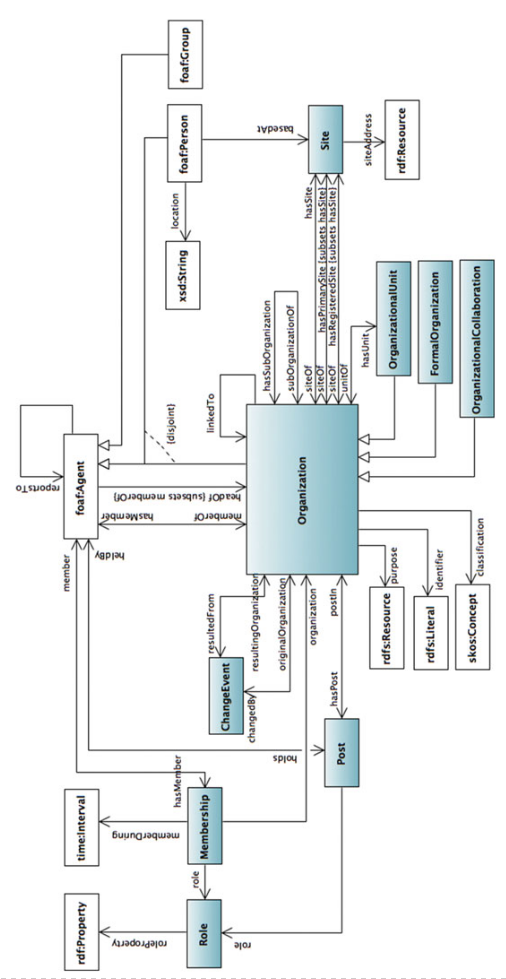 rdf:Property
time:Interval
foaf:Agent
foaf:Group
foaf:Person
xsd:String
Site
rdf:Resource
Role
Membership
ChangeEvent
Organization
Post
rdfs:Resource
rdfs:Literal
skos:Concept
OrganizationalUnit
FormalOrganization
OrganizationalCollaboration
roleProperty
memberDuring
role
role
hasMember
member
heldBy
holds
reportsTo
hasMember
memberOf
headOf {subsets memberOf}
{disjoint}
location
basedAt
siteAddress
linkedTo
hasSubOrganization
subOrganizationOf
hasSite
siteOf
hasPrimarySite {subsets hasSite}
siteOf
hasRegisteredSite {subsets hasSite}
siteOf
unitOf
hasUnit
resultedFrom
resultingOrganization
originalOrganization
changedBy
organization
postIn
hasPost
purpose
identifier
classification